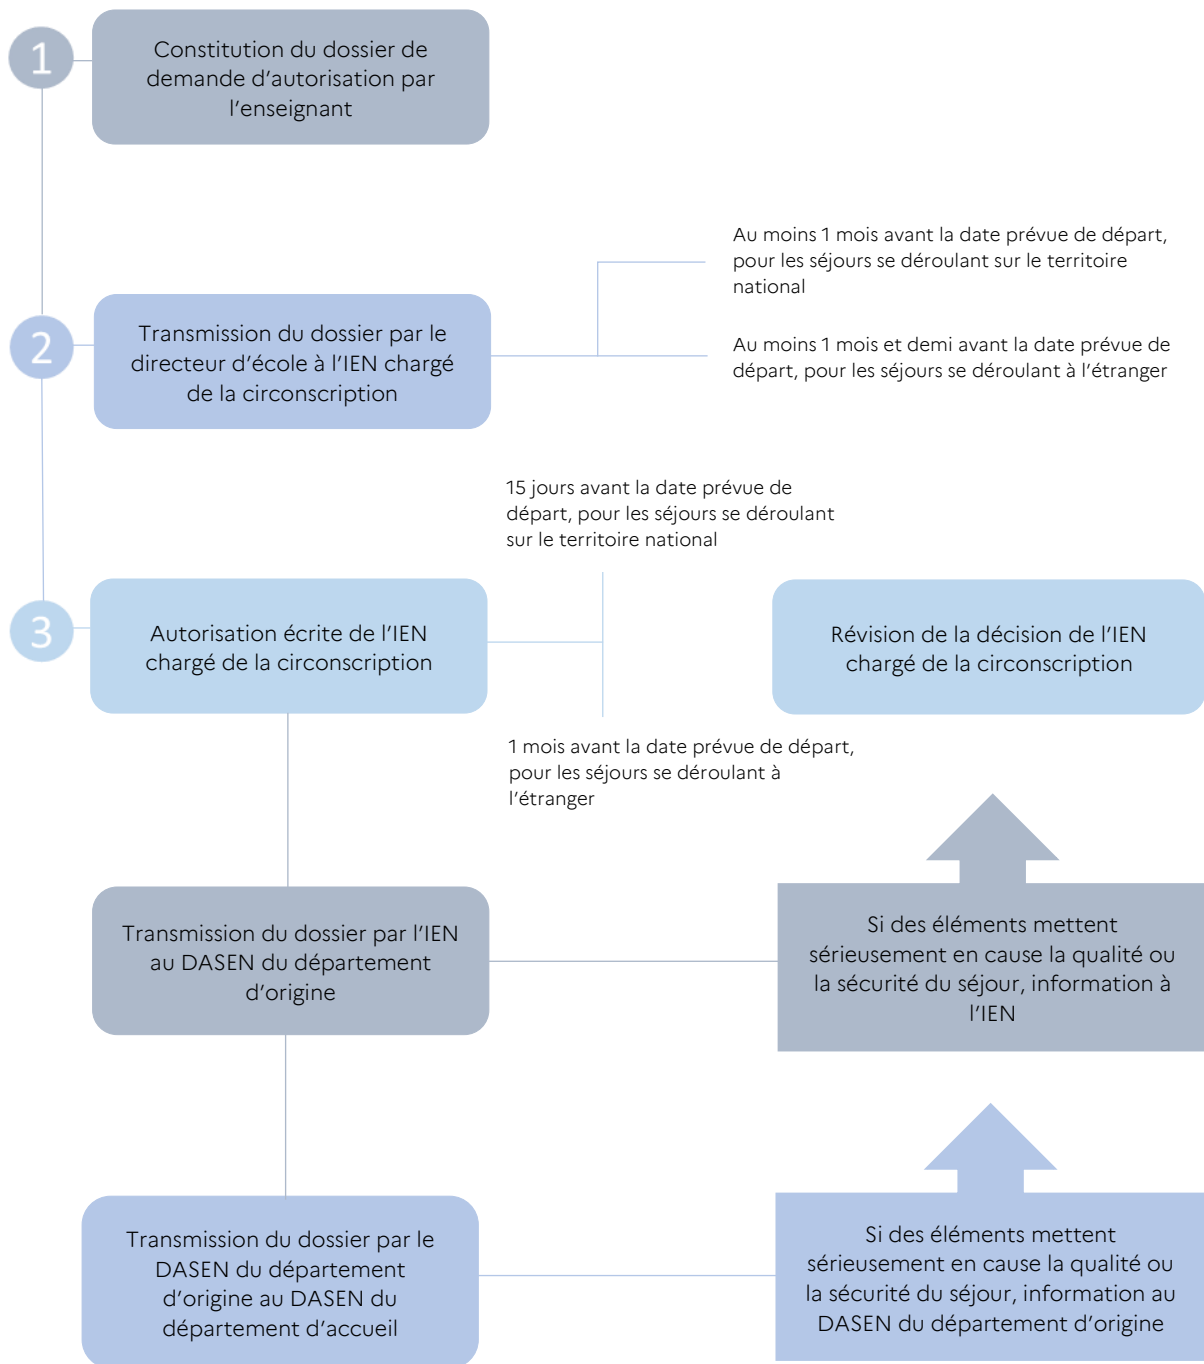 1
Constitution du dossier de
demande d'autorisation par
l'enseignant
2
Transmission du dossier par le
directeur d'école à l'IEN chargé
de la circonscription
Au moins 1 mois avant la date prévue de départ,
pour les séjours se déroulant sur le territoire
national
Au moins 1 mois et demi avant la date prévue de
départ, pour les séjours se déroulant à l'étranger
3
Autorisation écrite de l'IEN
chargé de la circonscription
15 jours avant la date prévue de
départ, pour les séjours se déroulant
sur le territoire national
1 mois avant la date prévue de départ,
pour les séjours se déroulant à
l'étranger
Révision de la décision de l'IEN
chargé de la circonscription
Transmission du dossier par l'IEN
au DASEN du département
d'origine
Si des éléments mettent
sérieusement en cause la qualité ou
la sécurité du séjour, information à
l'IEN
Transmission du dossier par le
DASEN du département
d'origine au DASEN du
département d'accueil
Si des éléments mettent
sérieusement en cause la qualité ou
la sécurité du séjour, information au
DASEN du département d'origine